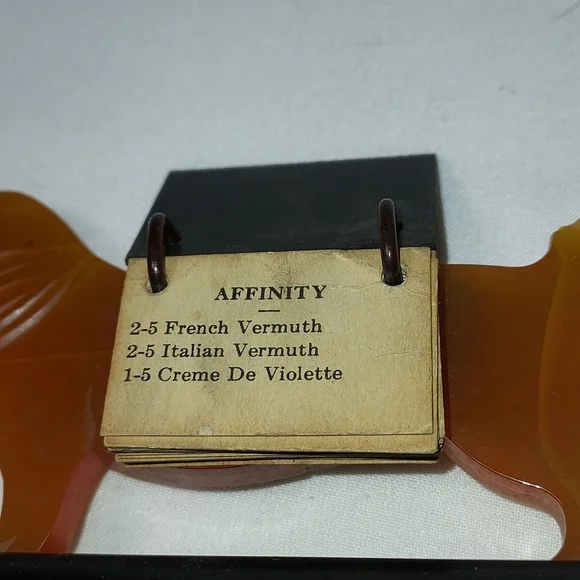 AFFINITY
2-5 French Vermuth
2-5 Italian Vermuth
1-5 Creme De Violette